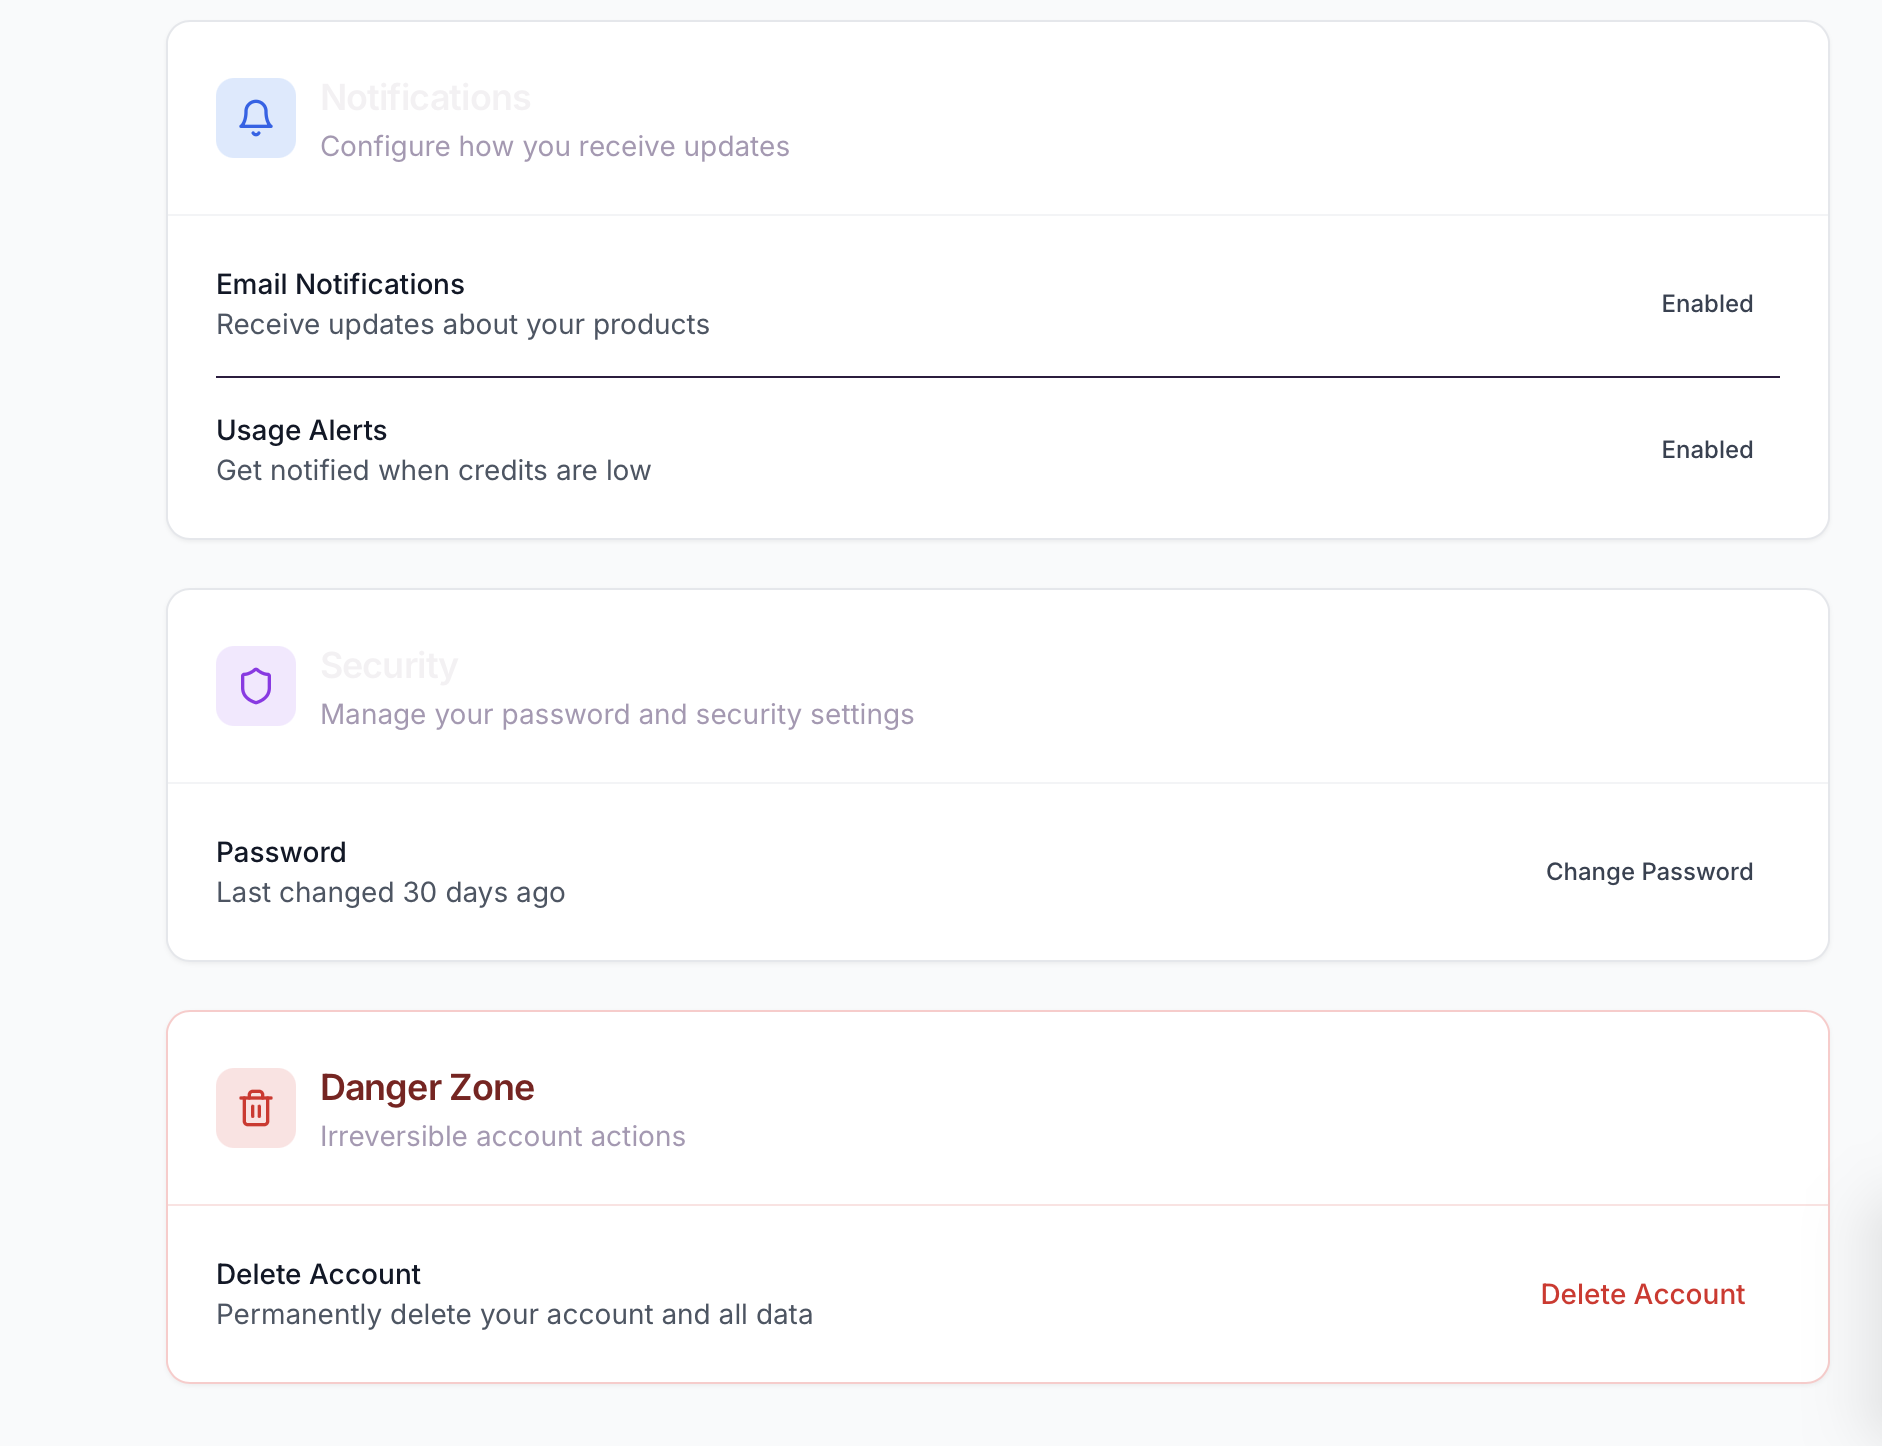 Notifications
Configure how you receive updates
Email Notifications
Receive updates about your products
Enabled
Usage Alerts
Get notified when credits are low
Enabled
Security
Manage your password and security settings
Password
Last changed 30 days ago
Change Password
Danger Zone
Irreversible account actions
Delete Account
Permanently delete your account and all data
Delete Account